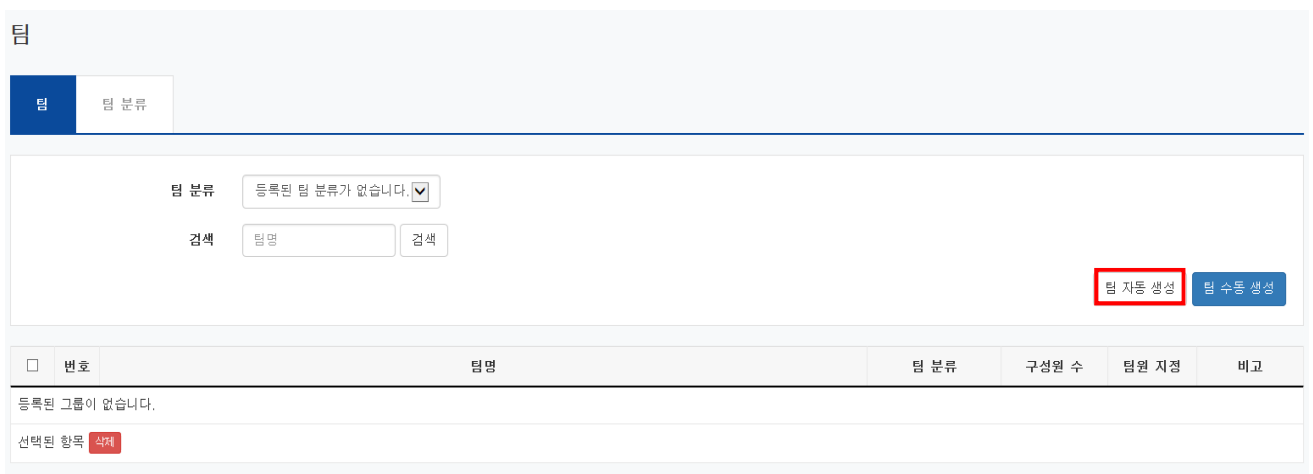 팀
팀 팀 분류
팀 분류 등록된 팀 분류가 없습니다.
검색 팀명 검색
팀 자동 생성 팀 수동 생성
번호 팀명 팀 분류 구성원 수 팀원 지정 비고
등록된 그룹이 없습니다.
선택된 항목 삭제